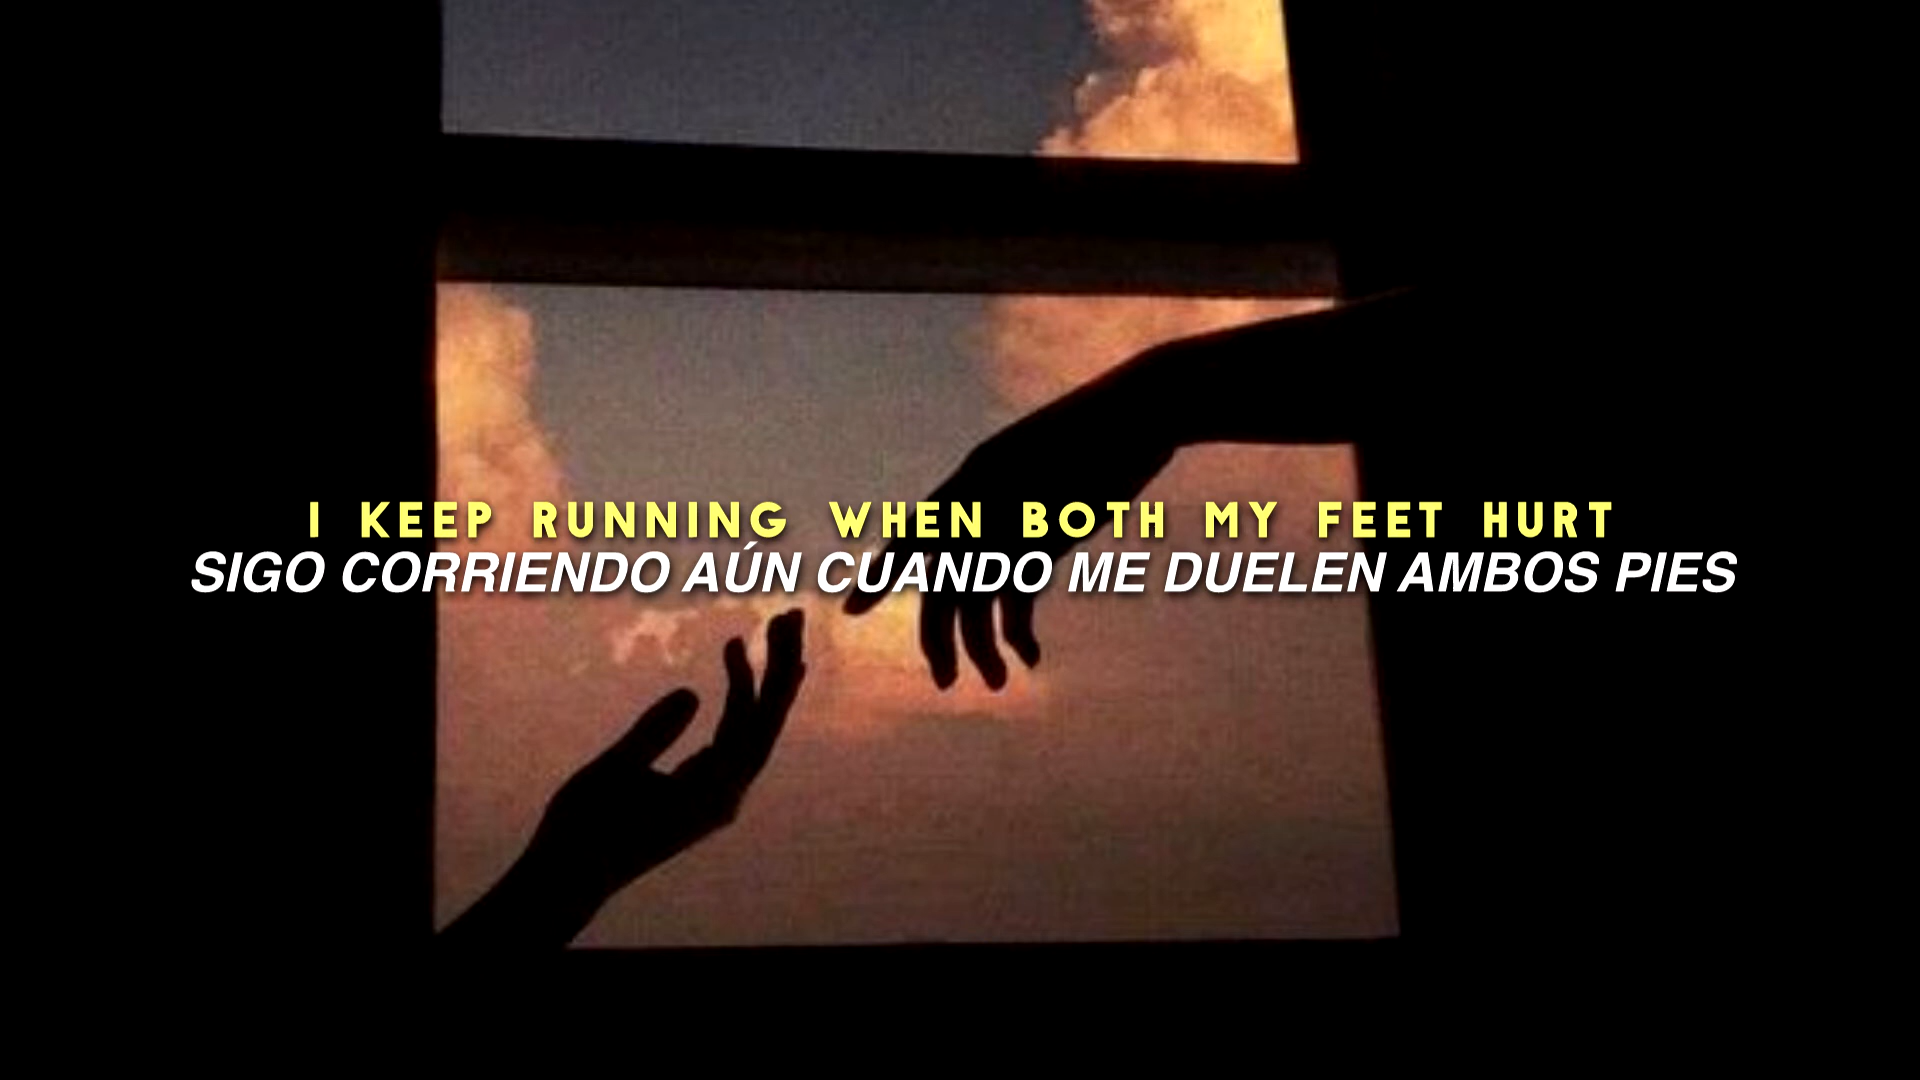 I KEEP RUNNING WHEN BOTH MY FEET HURT
SIGO CORRIENDO AÚN CUANDO ME DUELEN AMBOS PIES